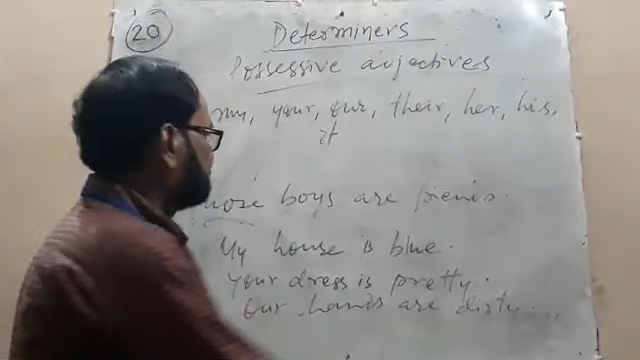 20
Determiners
Possessive adjectives
my, your, our, their, her, his,
it
boys are friends.
My house is blue.
Your dress is pretty.
Our hands are dirty....